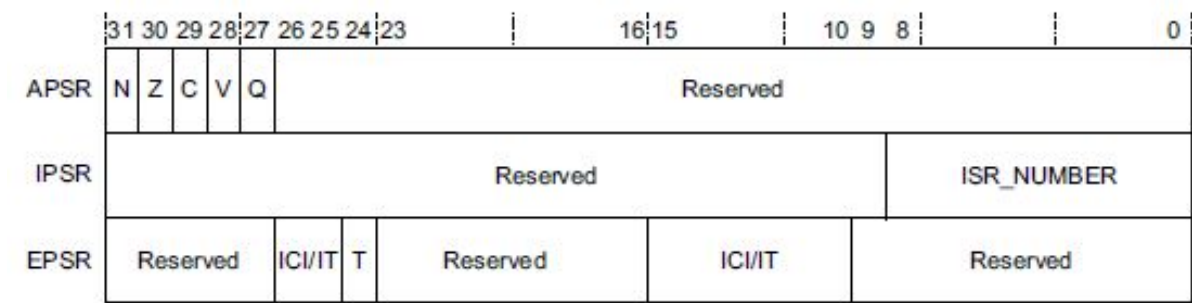 31 30 29 28 27 26 25 24 23 16 15 10 9 8 0
APSR N Z C V Q Reserved
IPSR Reserved ISR_NUMBER
EPSR Reserved ICI/IT T Reserved ICI/IT Reserved